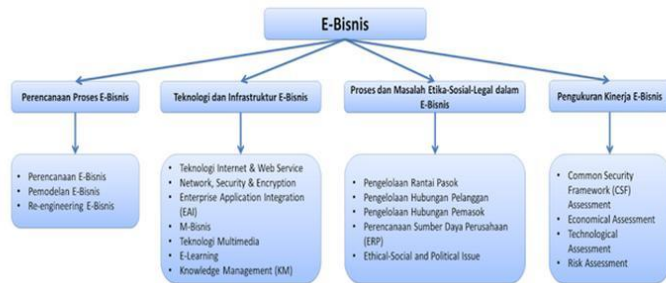 E-Bisnis
Perencanaan Proses E-Bisnis
Teknologi dan Infrastruktur E-Bisnis
Proses dan Masalah Etika-Sosial-Legal dalam
E-Bisnis
Pengukuran Kinerja E-Bisnis
• Perencanaan E-Bisnis
• Pemodelan E-Bisnis
• Re-engineering E-Bisnis
• Teknologi Internet & Web Service
• Network, Security & Encryption
• Enterprise Application Integration
(EAI)
• M-Bisnis
• Teknologi Multimedia
• E-Learning
• Knowledge Management (KM)
• Pengelolaan Rantai Pasok
• Pengelolaan Hubungan Pelanggan
• Pengelolaan Hubungan Pemasok
• Perencanaan Sumber Daya Perusahaan
(ERP)
• Ethical-Social and Political Issue
• Common Security
Framework (CSF)
Assessment
• Economical Assessment
• Technological
Assessment
• Risk Assessment